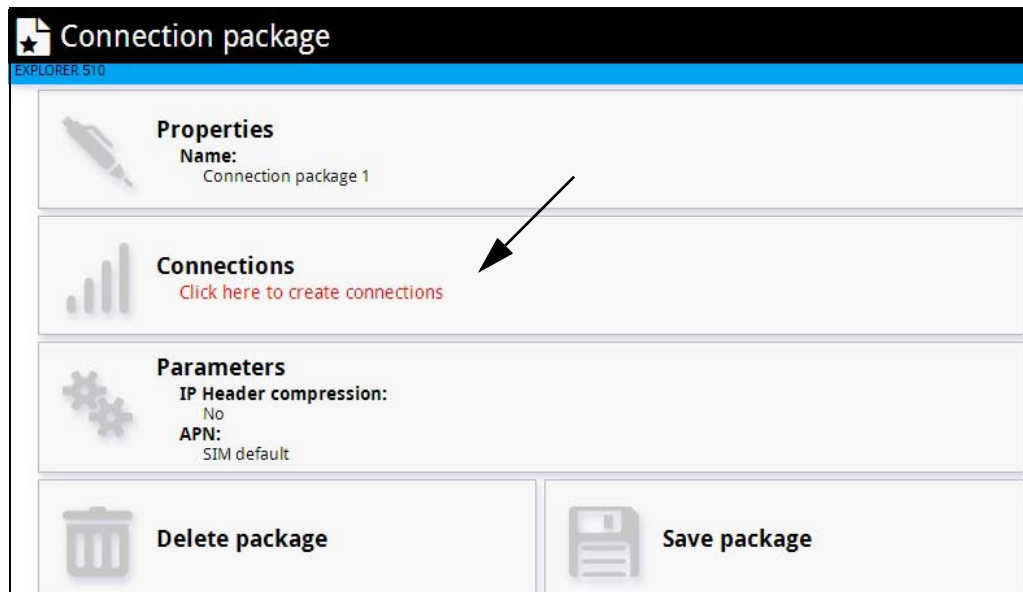 Connection package
EXPLORER 510
Properties
Name:
Connection package 1
Connections
Click here to create connections
Parameters
IP Header compression:
No
APN:
SIM default
Delete package
Save package